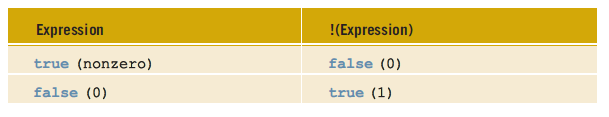 Expression !(Expression)
true (nonzero) false (0)
false (0) true (1)